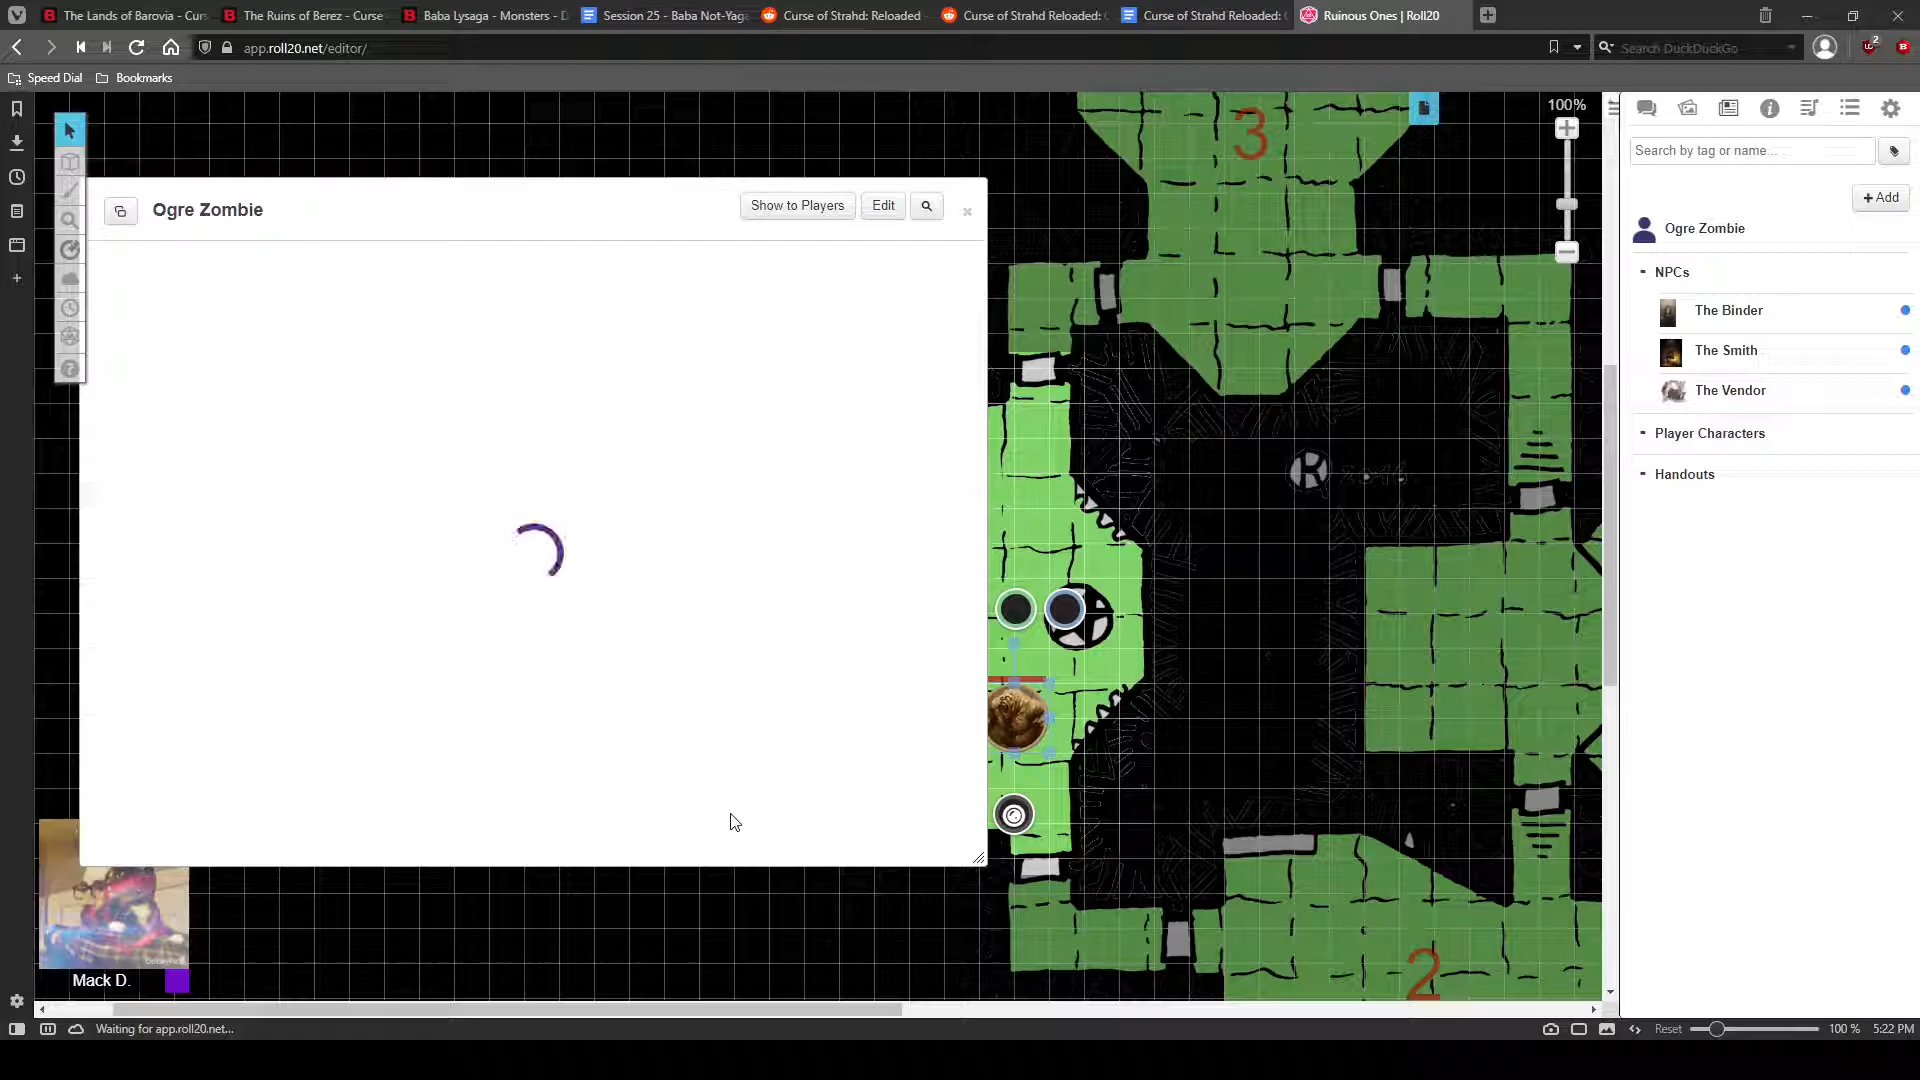 The Lands of Barovia - Curs
The Ruins of Berez - Curse
Baba Lysaga - Monsters - D
Session 25 - Baba Not-Yaga
Curse of Strahd: Reloaded
Curse of Strahd Reloaded:
Curse of Strahd Reloaded:
Ruinous Ones | Roll20
app.roll20.net/editor/
Search DuckDuckGo
2
Speed Dial
Bookmarks
100%
3
Search by tag or name...
Ogre Zombie
Show to Players
Edit
+ Add
Ogre Zombie
NPCs
The Binder
The Smith
The Vendor
Player Characters
Handouts
R
2
Mack D.
Waiting for app.roll20.net...
Reset
100 %
5:22 PM